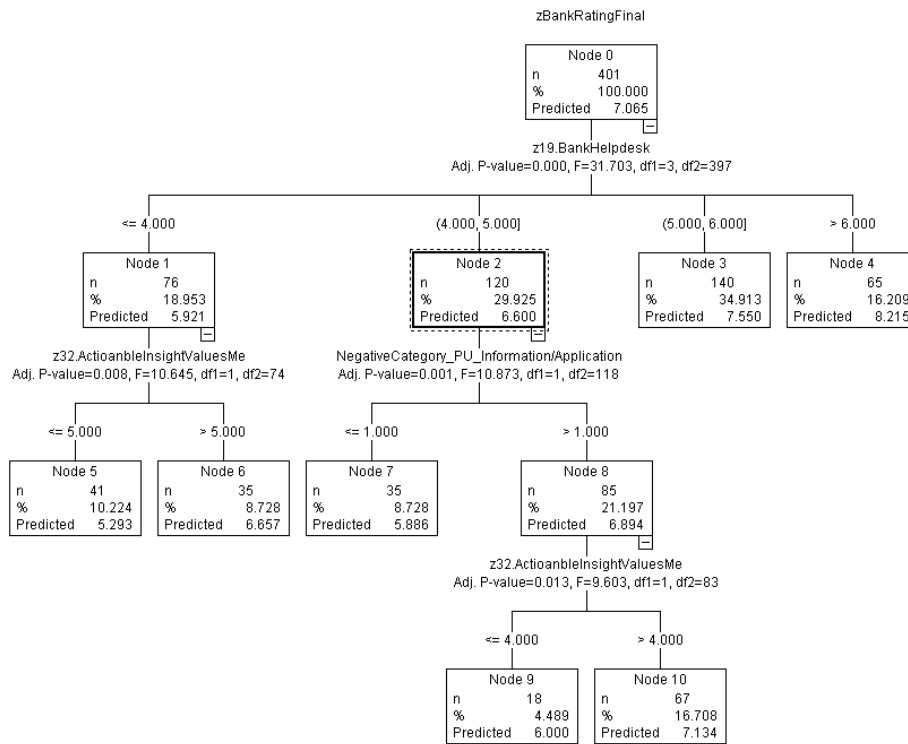 zBankRatingFinal
Node 0
n 401
% 100.000
Predicted 7.065
z19.BankHelpdesk
Adj. P-value=0.000, F=31.703, df1=3, df2=397
<= 4.000
(4.000, 5.000]
(5.000, 6.000]
> 6.000
Node 1
n 76
% 18.953
Predicted 5.921
Node 2
n 120
% 29.925
Predicted 6.600
Node 3
n 140
% 34.913
Predicted 7.550
Node 4
n 65
% 16.209
Predicted 8.215
z32.ActioanbleInsightValuesMe
Adj. P-value=0.008, F=10.645, df1=1, df2=74
NegativeCategory_PU_Information/Application
Adj. P-value=0.001, F=10.873, df1=1, df2=118
<= 5.000
> 5.000
<= 1.000
> 1.000
Node 5
n 41
% 10.224
Predicted 5.293
Node 6
n 35
% 8.728
Predicted 6.657
Node 7
n 35
% 8.728
Predicted 5.886
Node 8
n 85
% 21.197
Predicted 6.894
z32.ActioanbleInsightValuesMe
Adj. P-value=0.013, F=9.603, df1=1, df2=83
<= 4.000
> 4.000
Node 9
n 18
% 4.489
Predicted 6.000
Node 10
n 67
% 16.708
Predicted 7.134